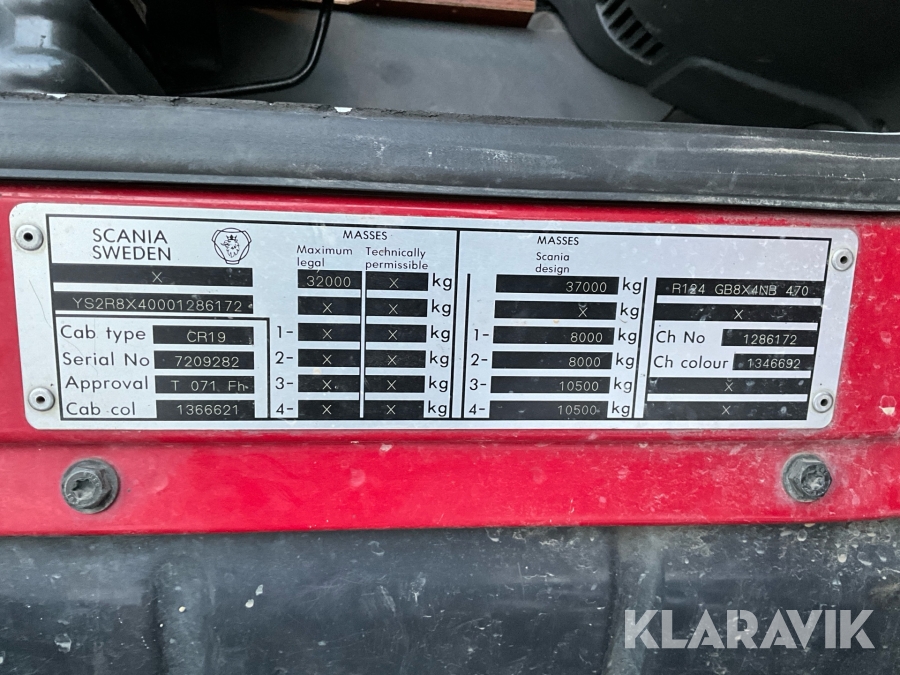 SCANIA
SWEDEN
X
YS2R8X40001286172
Cab type CR19
Serial No 7209282
Approval T 071 Fh
Cab col 1366621
MASSES
Maximum legal Technically permissible
32000 X kg
X X kg
1- X X kg
2- X X kg
3- X X kg
4- X X kg
MASSES
Scania design
37000 kg
X kg
1- 8000 kg
2- 8000 kg
3- 10500 kg
4- 10500 kg
R124 GB8X4NB 470
X
Ch No 1286172
Ch colour 1346692
X
X
KLARAVIK